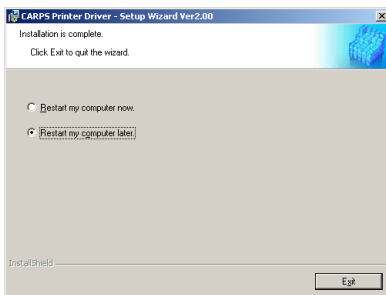 CARPS Printer Driver - Setup Wizard Ver2.00
Installation is complete.
Click Exit to quit the wizard.
Restart my computer now.
Restart my computer later.
InstallShield
Exit